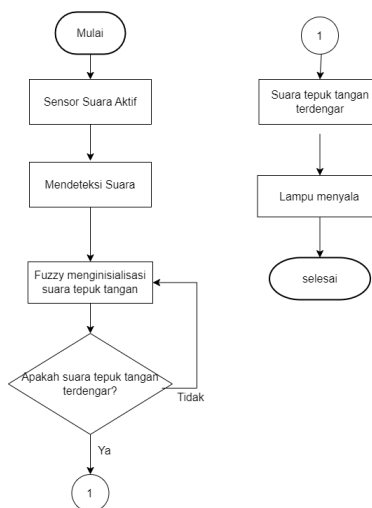 Mulai
Sensor Suara Aktif
Mendeteksi Suara
Fuzzy menginisialisasi
suara tepuk tangan
Apakah suara tepuk tangan
terdengar?
Tidak
Ya
1
1
Suara tepuk tangan
terdengar
Lampu menyala
selesai